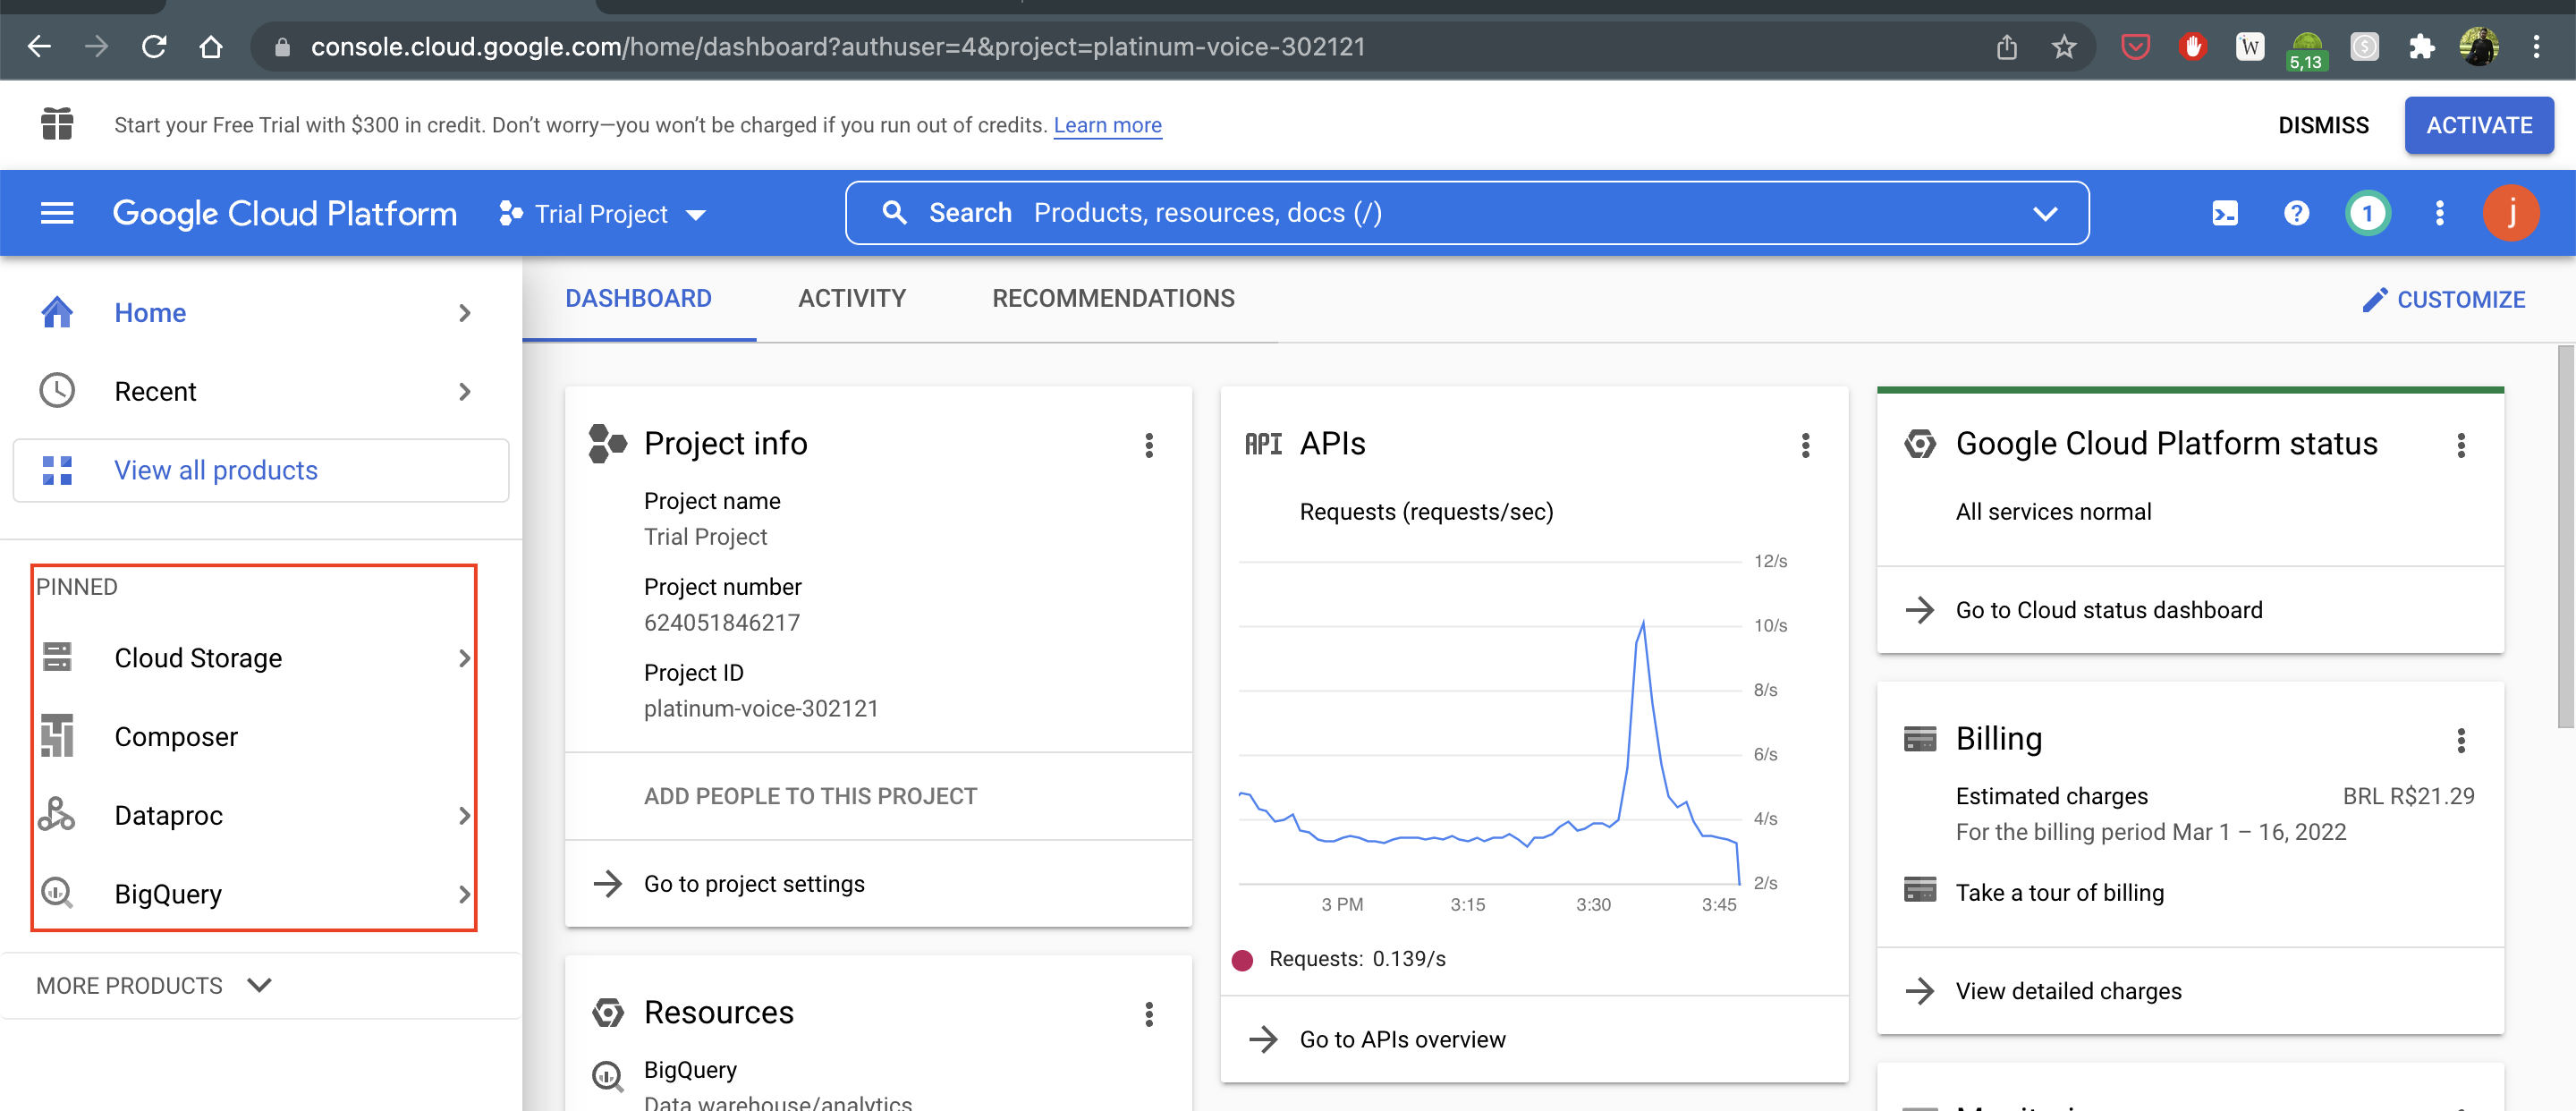 console.cloud.google.com/home/dashboard?authuser=4&project=platinum-voice-302121
W
5,13
Start your Free Trial with $300 in credit. Don’t worry—you won’t be charged if you run out of credits. Learn more
DISMISS
ACTIVATE
Google Cloud Platform
Trial Project
Search Products, resources, docs (/)
1
j
Home
Recent
View all products
PINNED
Cloud Storage
Composer
Dataproc
BigQuery
MORE PRODUCTS
DASHBOARD
ACTIVITY
RECOMMENDATIONS
CUSTOMIZE
Project info
Project name
Trial Project
Project number
624051846217
Project ID
platinum-voice-302121
ADD PEOPLE TO THIS PROJECT
Go to project settings
Resources
BigQuery
Data warehouse/analytics
API APIs
Requests (requests/sec)
12/s
10/s
8/s
6/s
4/s
2/s
3 PM 3:15 3:30 3:45
Requests: 0.139/s
Go to APIs overview
Google Cloud Platform status
All services normal
Go to Cloud status dashboard
Billing
Estimated charges BRL R$21.29
For the billing period Mar 1 – 16, 2022
Take a tour of billing
View detailed charges